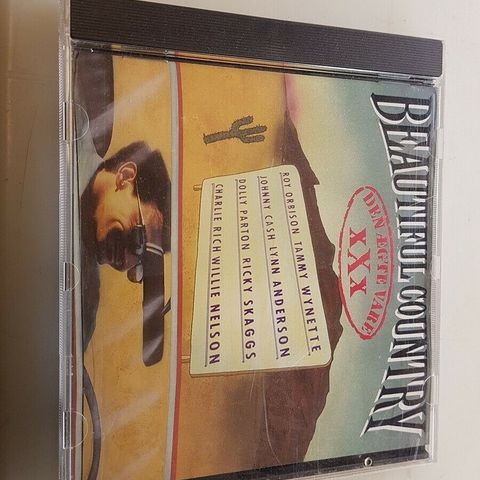 BEAUTIFUL COUNTRY
DEN ÆGTE VARE
XXX
ROY ORBISON TAMMY WYNETTE
JOHNNY CASH LYNN ANDERSON
DOLLY PARTON RICKY SKAGGS
CHARLIE RICH WILLIE NELSON